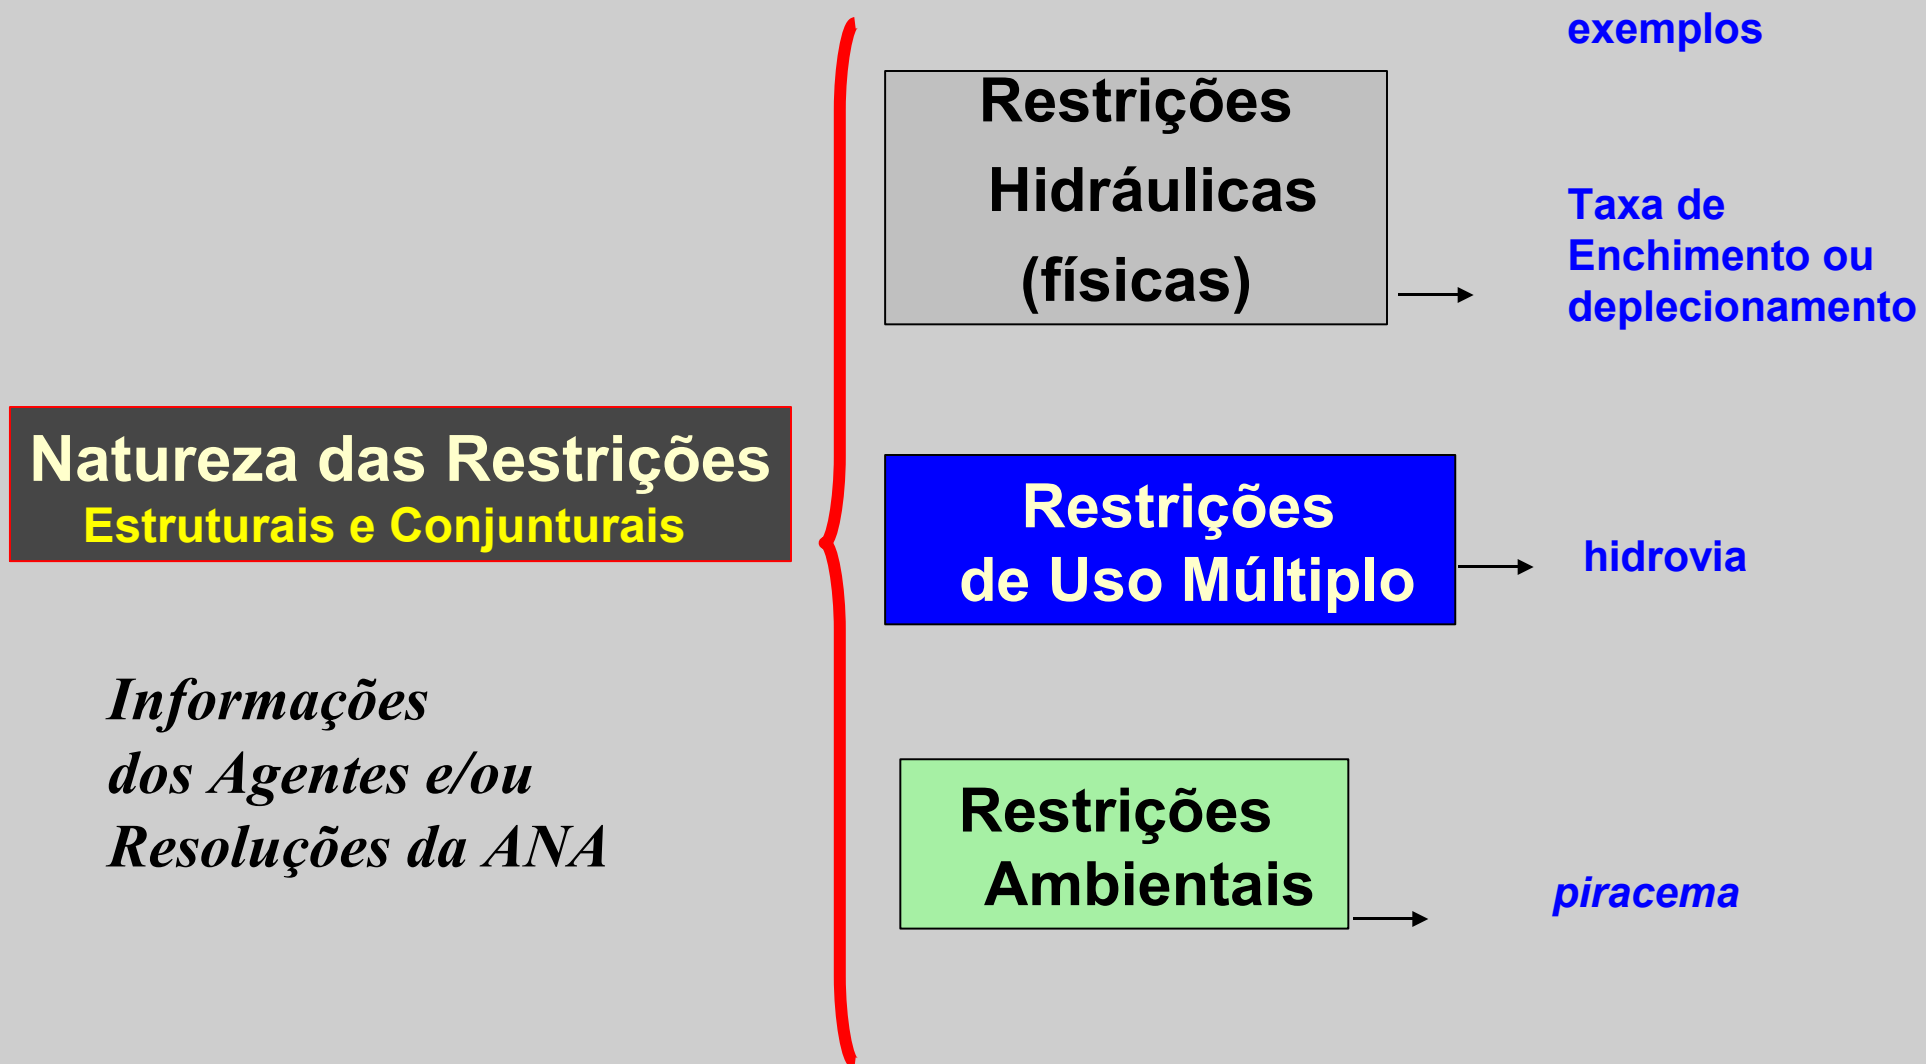 exemplos
Restrições
Hidráulicas
(físicas)
Taxa de
Enchimento ou
deplecionamento
Natureza das Restrições
Estruturais e Conjunturais
Restrições
de Uso Múltiplo
hidrovia
Informações
dos Agentes e/ou
Resoluções da ANA
Restrições
Ambientais
piracema